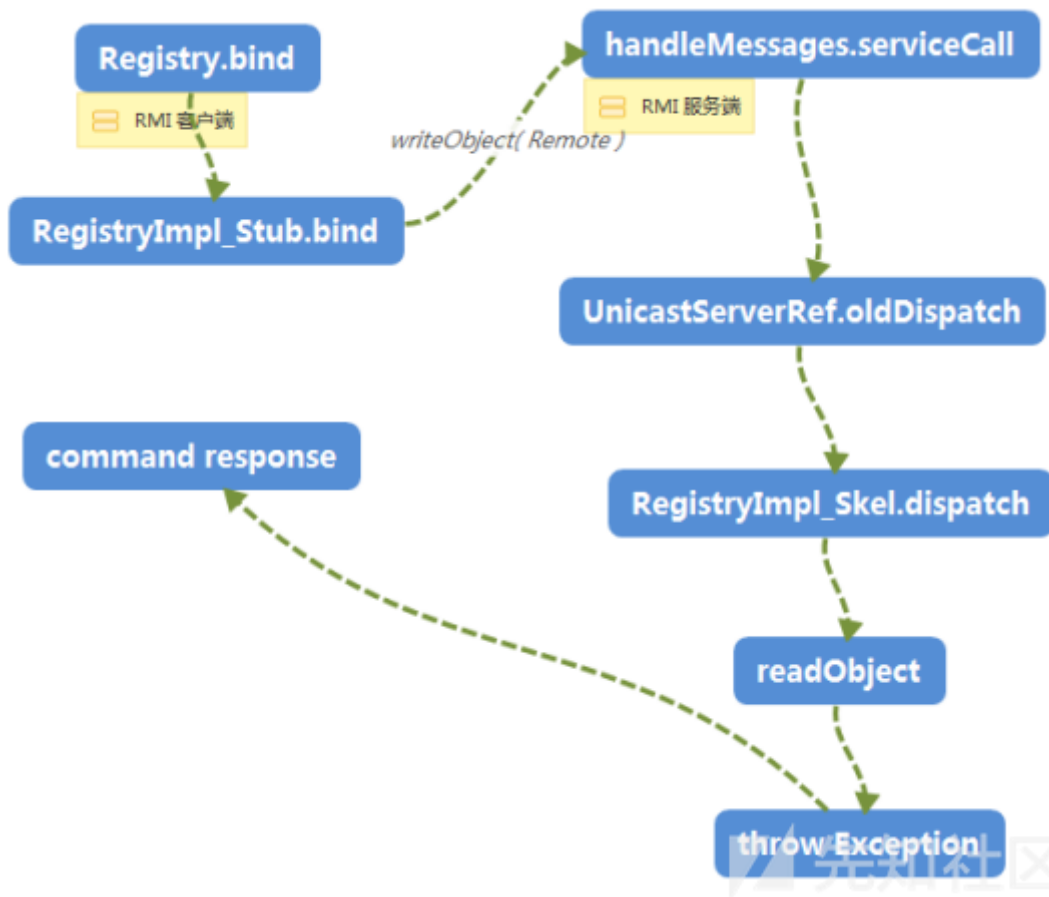 Registry.bind
RMI 客户端
RegistryImpl_Stub.bind
writeObject( Remote )
handleMessages.serviceCall
RMI 服务端
UnicastServerRef.oldDispatch
RegistryImpl_Skel.dispatch
readObject
throw Exception
command response
先知社区